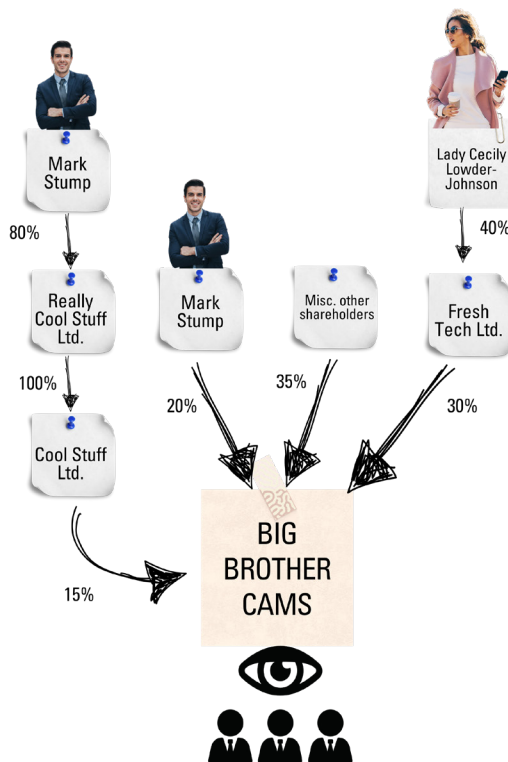 Mark
Stump
80%
Really
Cool Stuff
Ltd.
100%
Cool Stuff
Ltd.
15%
Mark
Stump
20%
Misc. other
shareholders
35%
Lady Cecily
Lowder-
Johnson
40%
Fresh
Tech Ltd.
30%
BIG
BROTHER
CAMS